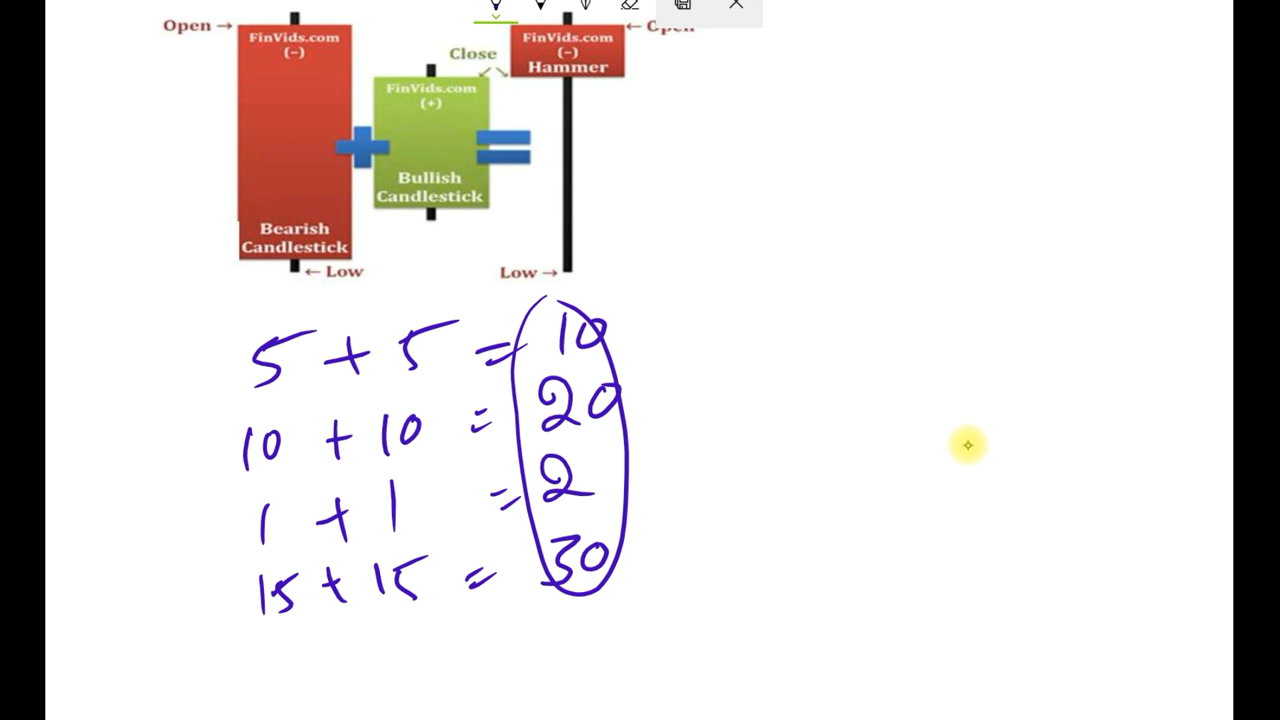 Open →
FinVids.com
(−)
Bearish
Candlestick
← Low
FinVids.com
(+)
Bullish
Candlestick
Close
FinVids.com
(−)
Hammer
← Open
Low →
5 + 5 = 10
10 + 10 = 20
1 + 1 = 2
15 + 15 = 30